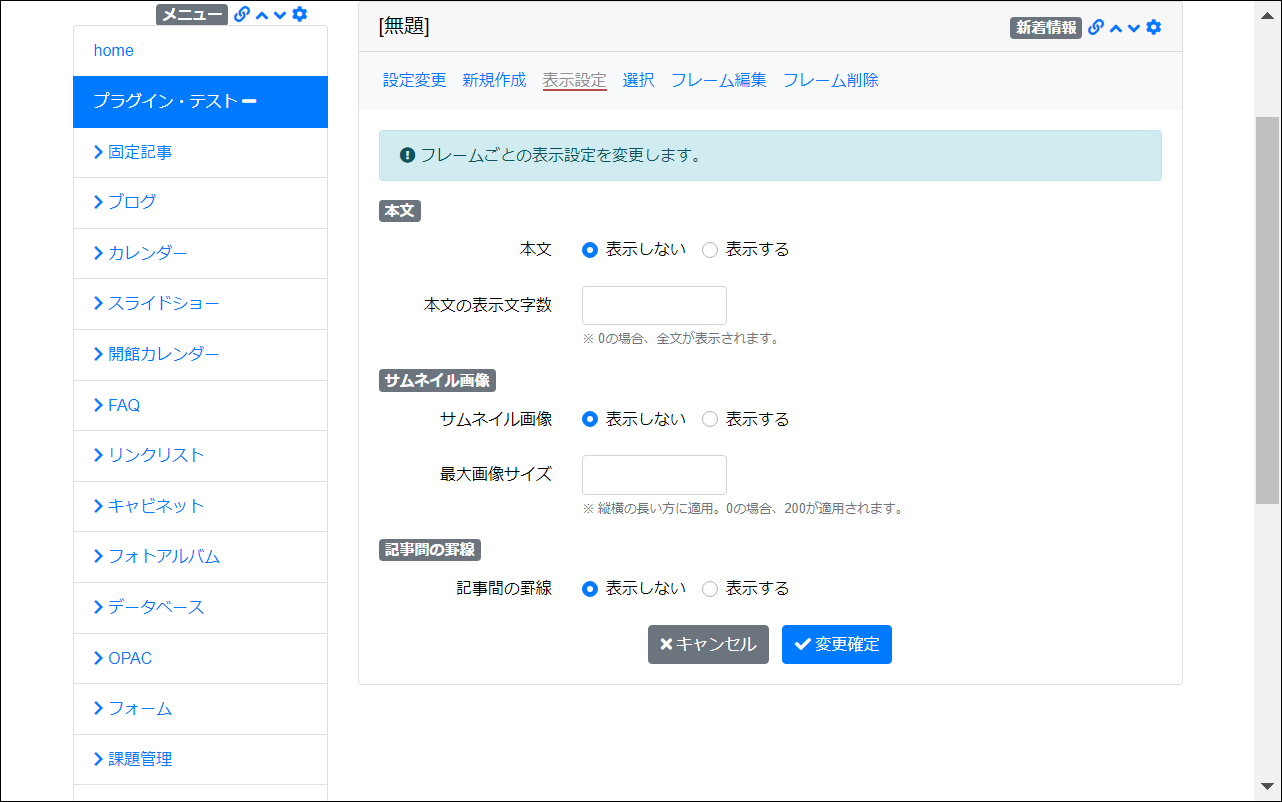 メニュー
home
プラグイン・テスト
固定記事
ブログ
カレンダー
スライドショー
開館カレンダー
FAQ
リンクリスト
キャビネット
フォトアルバム
データベース
OPAC
フォーム
課題管理
[無題]
新着情報
設定変更 新規作成 表示設定 選択 フレーム編集 フレーム削除
フレームごとの表示設定を変更します。
本文
本文 表示しない 表示する
本文の表示文字数
※ 0の場合、全文が表示されます。
サムネイル画像
サムネイル画像 表示しない 表示する
最大画像サイズ
※ 縦横の長い方に適用。0の場合、200が適用されます。
記事間の罫線
記事間の罫線 表示しない 表示する
キャンセル 変更確定